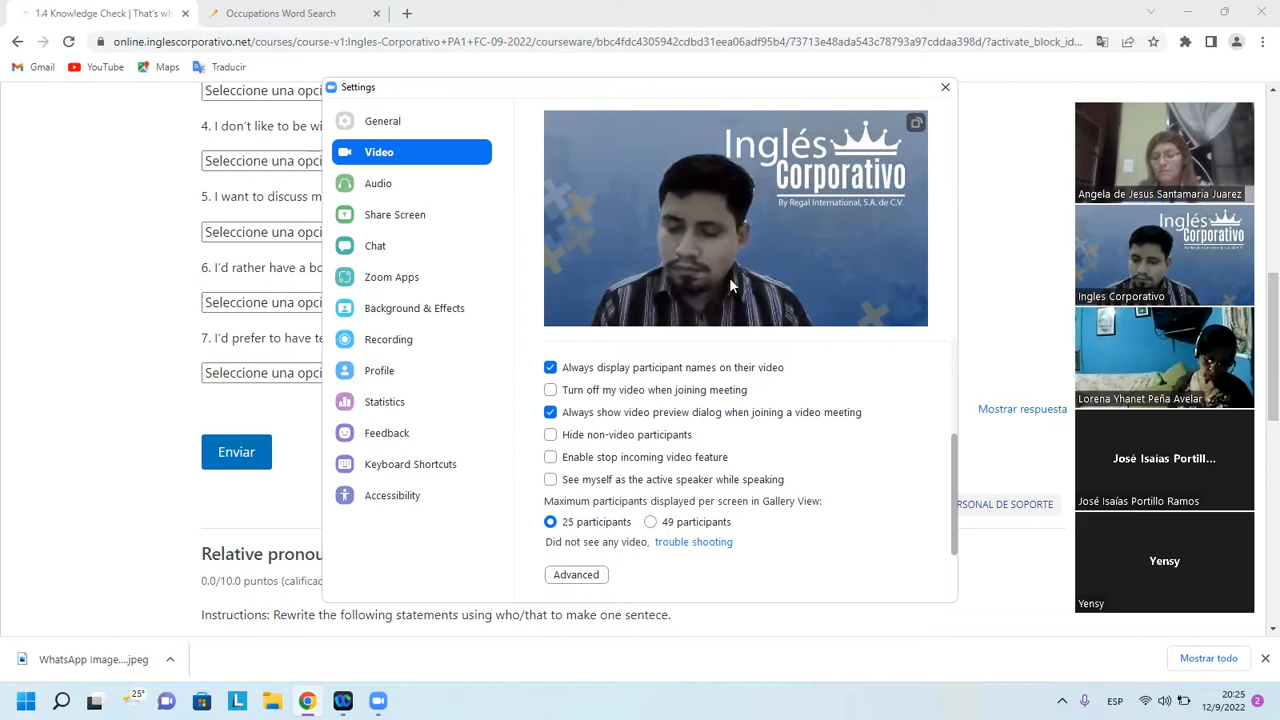 1.4 Knowledge Check | That's wh
Occupations Word Search
online.inglescorporativo.net/courses/course-v1:Ingles-Corporativo+PA1+FC-09-2022/courseware/bbc4fdc4305942cdbd31eea06adf95b4/73713e48ada543c78793a97cddaa398d/?activate_block_id...
Gmail
YouTube
Maps
Traducir
Seleccione una opci
4. I don't like to be wi
Seleccione una opci
5. I want to discuss m
Seleccione una opci
6. I'd rather have a bo
Seleccione una opci
7. I'd prefer to have te
Seleccione una opci
Enviar
Mostrar respuesta
PERSONAL DE SOPORTE
Relative pronou
0.0/10.0 puntos (calificad
Instructions: Rewrite the following statements using who/that to make one sentece.
Settings
General
Video
Audio
Share Screen
Chat
Zoom Apps
Background & Effects
Recording
Profile
Statistics
Feedback
Keyboard Shortcuts
Accessibility
Inglés
Corporativo
By Regal International, S.A. de C.V.
Always display participant names on their video
Turn off my video when joining meeting
Always show video preview dialog when joining a video meeting
Hide non-video participants
Enable stop incoming video feature
See myself as the active speaker while speaking
Maximum participants displayed per screen in Gallery View:
25 participants
49 participants
Did not see any video, trouble shooting
Advanced
Angela de Jesus Santamaria Juarez
Inglés
Corporativo
Ingles Corporativo
Lorena Yhanet Peña Avelar
José Isaías Portill...
José Isaías Portillo Ramos
Yensy
Yensy
WhatsApp Image....jpeg
Mostrar todo
25°
ESP
20:25
12/9/2022
2